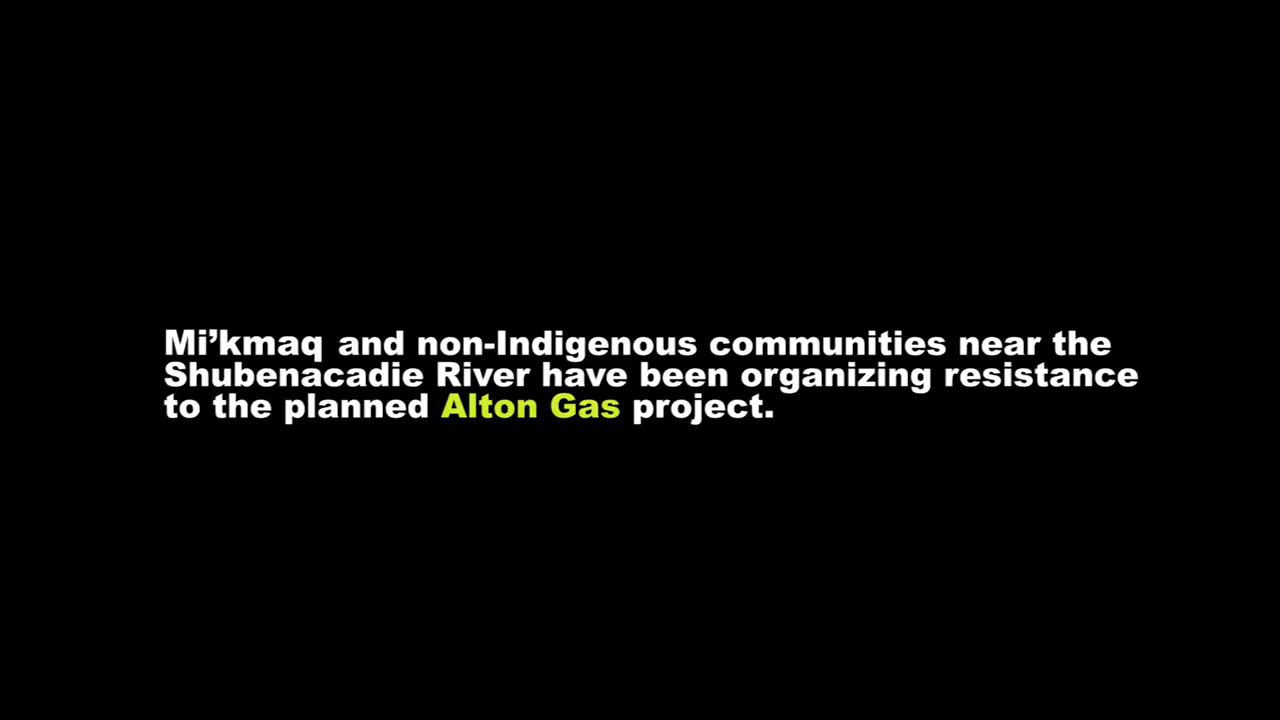 Mi’kmaq and non-Indigenous communities near the
Shubenacadie River have been organizing resistance
to the planned Alton Gas project.